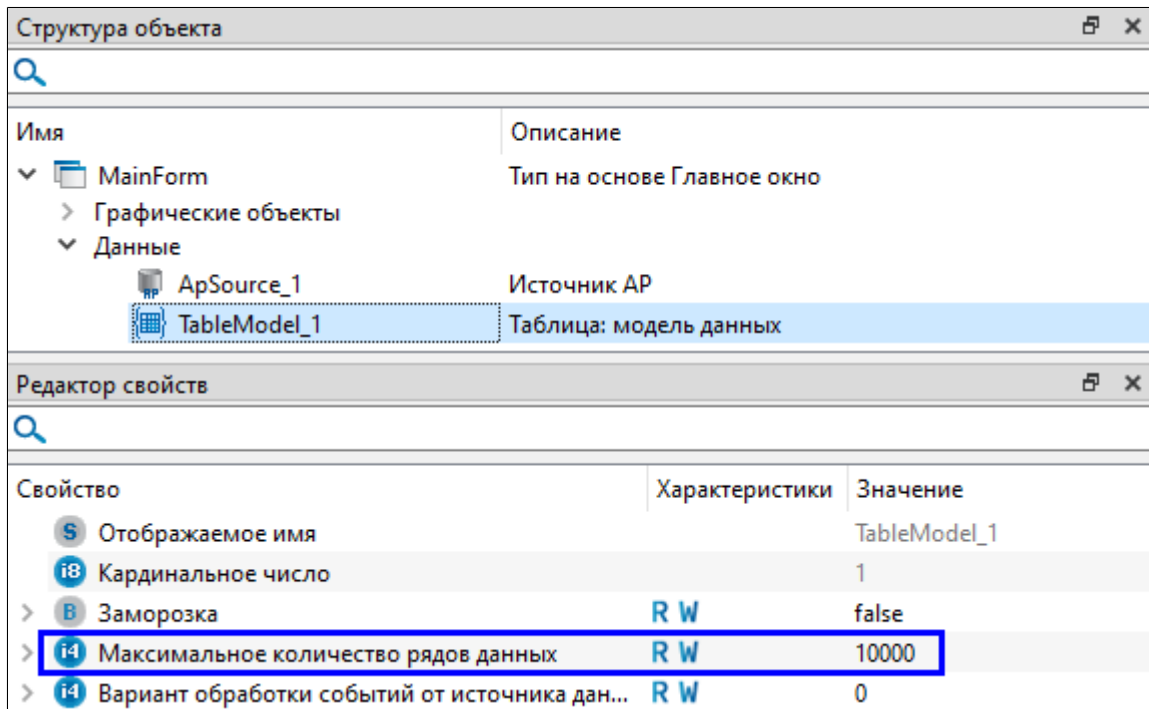 Структура объекта
Имя Описание
MainForm Тип на основе Главное окно
Графические объекты
Данные
AP ApSource_1 Источник AP
TableModel_1 Таблица: модель данных
Редактор свойств
Свойство Характеристики Значение
S Отображаемое имя TableModel_1
i8 Кардинальное число 1
B Заморозка R W false
i4 Максимальное количество рядов данных R W 10000
i4 Вариант обработки событий от источника дан... R W 0